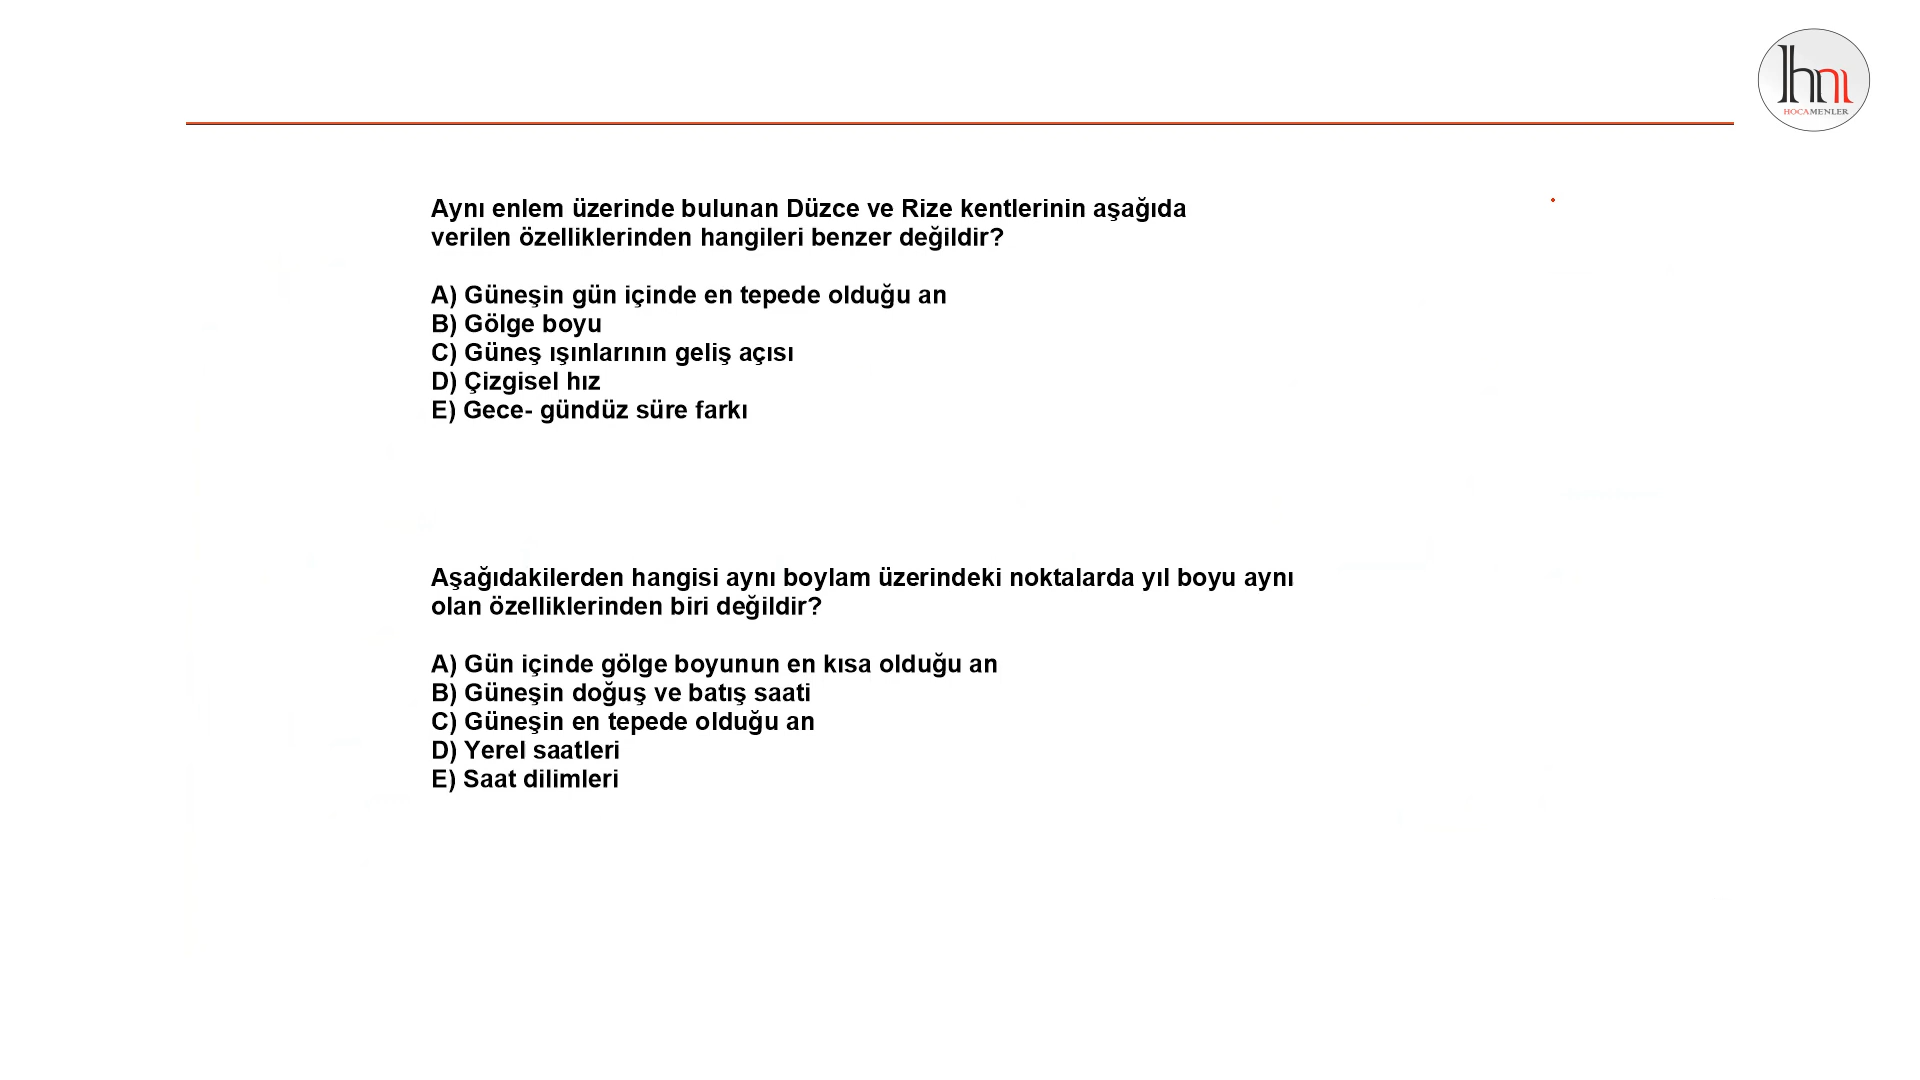 hm
HOCAMENLER
Aynı enlem üzerinde bulunan Düzce ve Rize kentlerinin aşağıda
verilen özelliklerinden hangileri benzer değildir?
A) Güneşin gün içinde en tepede olduğu an
B) Gölge boyu
C) Güneş ışınlarının geliş açısı
D) Çizgisel hız
E) Gece- gündüz süre farkı
Aşağıdakilerden hangisi aynı boylam üzerindeki noktalarda yıl boyu aynı
olan özelliklerinden biri değildir?
A) Gün içinde gölge boyunun en kısa olduğu an
B) Güneşin doğuş ve batış saati
C) Güneşin en tepede olduğu an
D) Yerel saatleri
E) Saat dilimleri